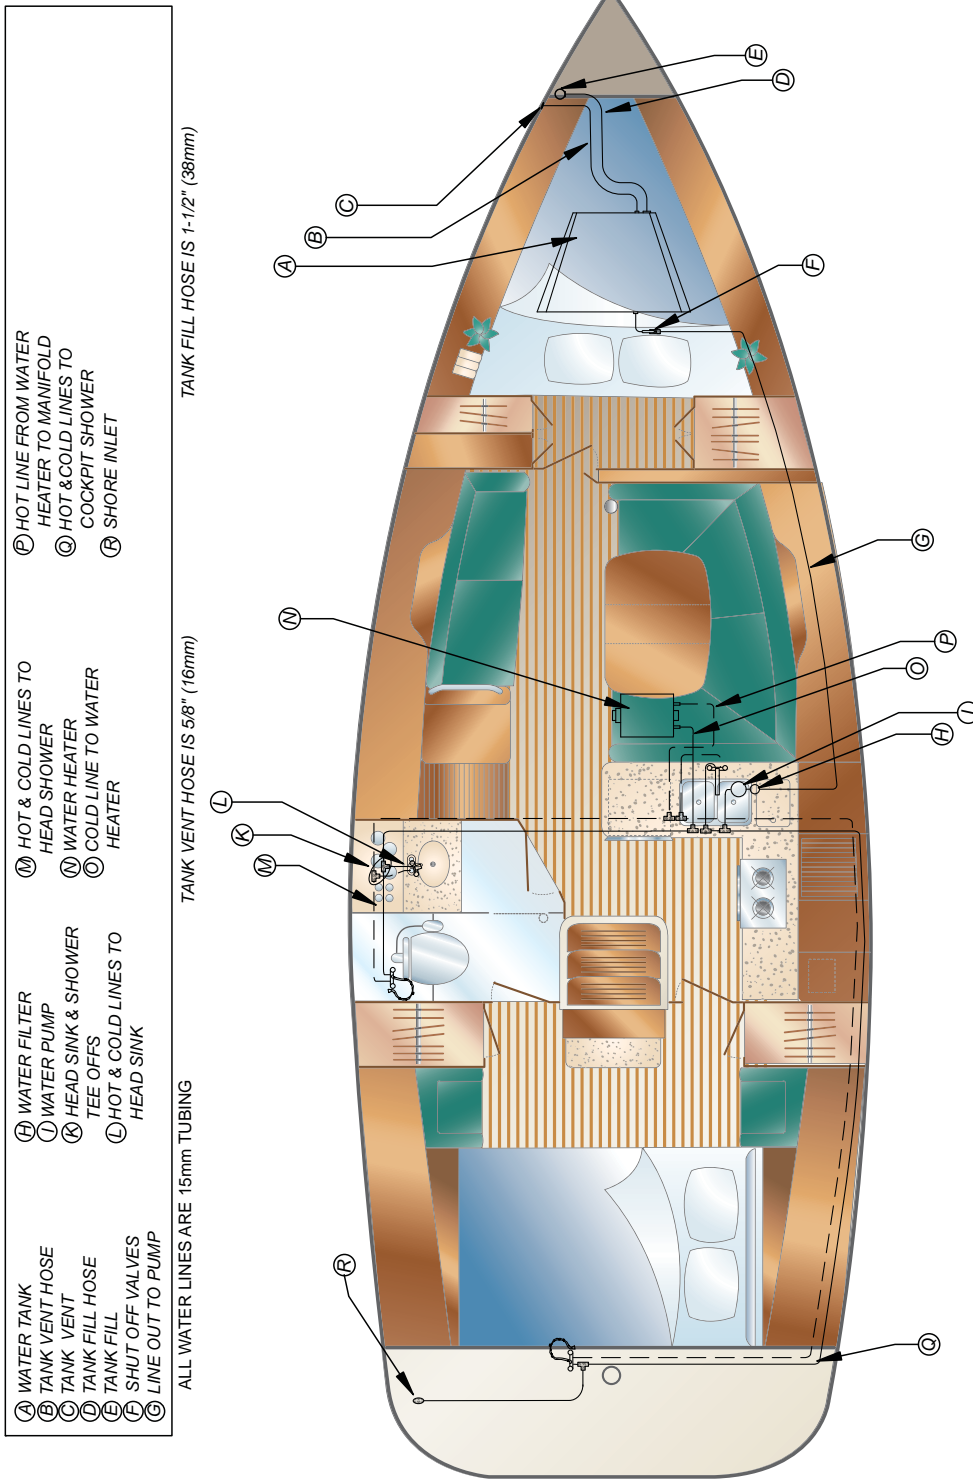 A WATER TANK
B TANK VENT HOSE
C TANK VENT
D TANK FILL HOSE
E TANK FILL
F SHUT OFF VALVES
G LINE OUT TO PUMP
H WATER FILTER
I WATER PUMP
K HEAD SINK & SHOWER
TEE OFFS
L HOT & COLD LINES TO
HEAD SINK
M HOT & COLD LINES TO
HEAD SHOWER
N WATER HEATER
O COLD LINE TO WATER
HEATER
P HOT LINE FROM WATER
HEATER TO MANIFOLD
Q HOT &COLD LINES TO
COCKPIT SHOWER
R SHORE INLET
ALL WATER LINES ARE 15mm TUBING
TANK VENT HOSE IS 5/8" (16mm)
TANK FILL HOSE IS 1-1/2" (38mm)
R
M
K
L
N
A
B
C
E
D
F
G
P
O
I
H
Q